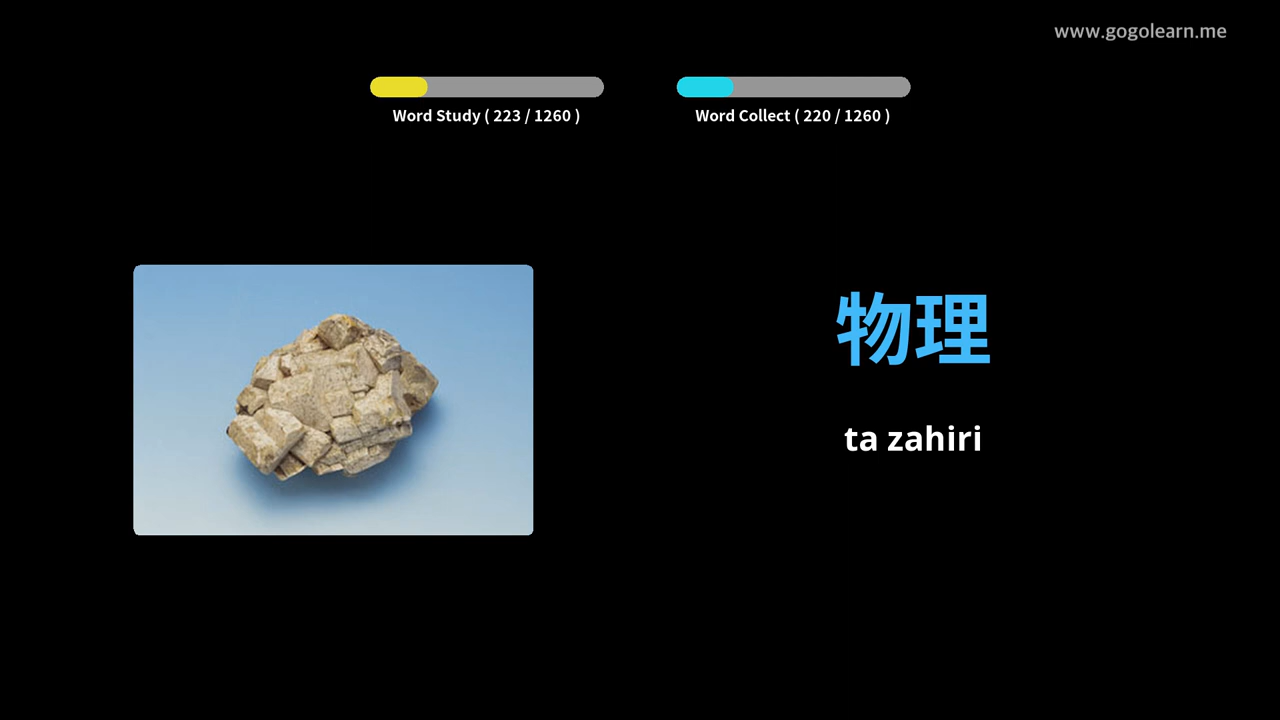 www.gogolearn.me
Word Study ( 223 / 1260 )
Word Collect ( 220 / 1260 )
物理
ta zahiri